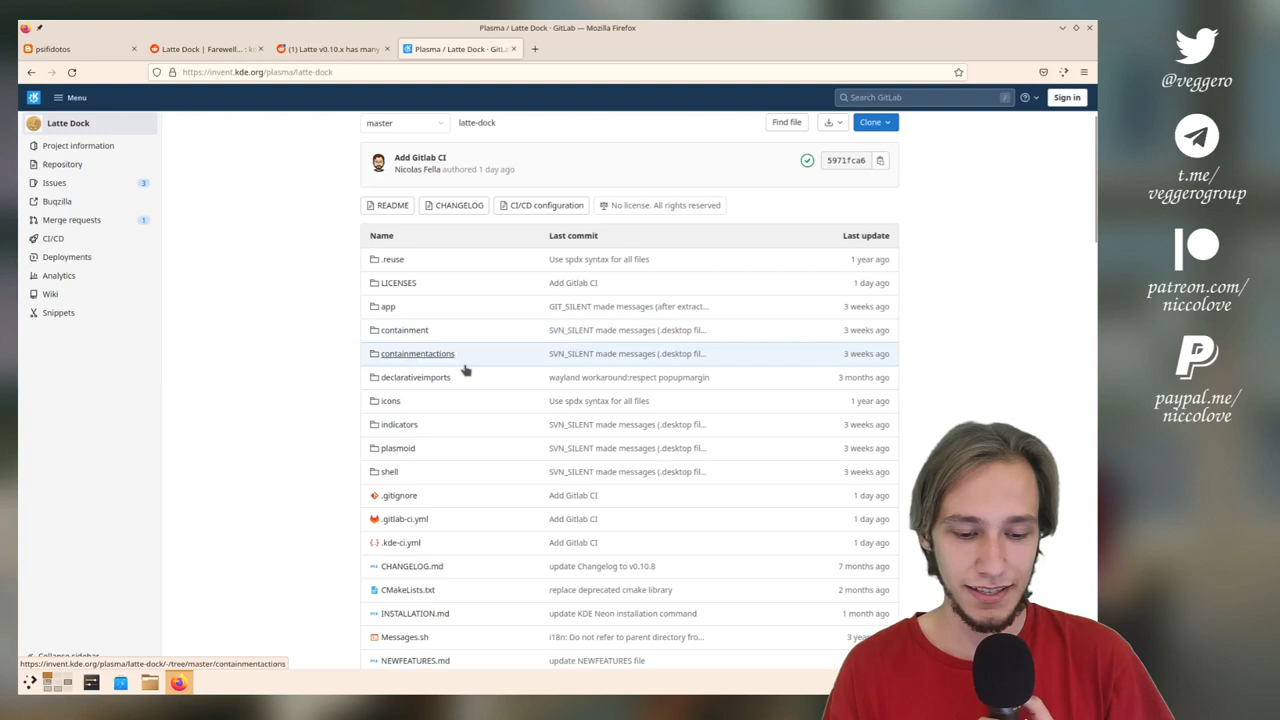 Plasma / Latte Dock · GitLab — Mozilla Firefox
psifidotos
Latte Dock | Farewell.. : k
(1) Latte v0.10.x has many
Plasma / Latte Dock · GitL
https://invent.kde.org/plasma/latte-dock
Menu
Search GitLab
/
Sign in
Latte Dock
Project information
Repository
Issues 3
Bugzilla
Merge requests 1
CI/CD
Deployments
Analytics
Wiki
Snippets
master
latte-dock
Find file
Clone
Add Gitlab CI
Nicolas Fella authored 1 day ago
5971fca6
README
CHANGELOG
CI/CD configuration
No license. All rights reserved
Name Last commit Last update
.reuse Use spdx syntax for all files 1 year ago
LICENSES Add Gitlab CI 1 day ago
app GIT_SILENT made messages (after extract... 3 weeks ago
containment SVN_SILENT made messages (.desktop fil... 3 weeks ago
containmentactions SVN_SILENT made messages (.desktop fil... 3 weeks ago
declarativeimports wayland workaround:respect popupmargin 3 months ago
icons Use spdx syntax for all files 1 year ago
indicators SVN_SILENT made messages (.desktop fil... 3 weeks ago
plasmoid SVN_SILENT made messages (.desktop fil... 3 weeks ago
shell SVN_SILENT made messages (.desktop fil... 3 weeks ago
.gitignore Add Gitlab CI 1 day ago
.gitlab-ci.yml Add Gitlab CI 1 day ago
.kde-ci.yml Add Gitlab CI 1 day ago
CHANGELOG.md update Changelog to v0.10.8 7 months ago
CMakeLists.txt replace deprecated cmake library 2 months ago
INSTALLATION.md update KDE Neon installation command 1 month ago
Messages.sh i18n: Do not refer to parent directory fro... 3 yea
NEWFEATURES.md update NEWFEATURES file
Collapse sidebar
https://invent.kde.org/plasma/latte-dock/-/tree/master/containmentactions
@veggero
t.me/
veggerogroup
patreon.com/
niccolove
paypal.me/
niccolove